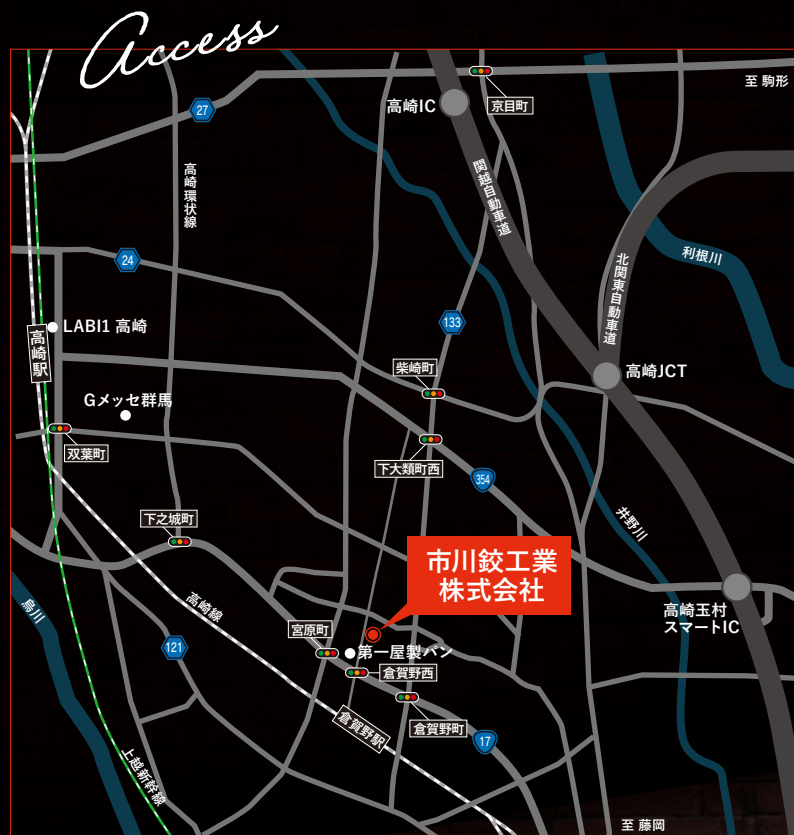 Access
至 駒形
京目町
高崎IC
27
関越自動車道
高崎環状線
利根川
24
北関東自動車道
133
LABI1 高崎
高崎駅
柴崎町
高崎JCT
Gメッセ群馬
双葉町
下大類町西
354
下之城町
井野川
市川鉸工業
株式会社
高崎線
烏川
高崎玉村
スマートIC
宮原町
121
第一屋製パン
倉賀野西
倉賀野駅
倉賀野町
17
上越新幹線
至 藤岡